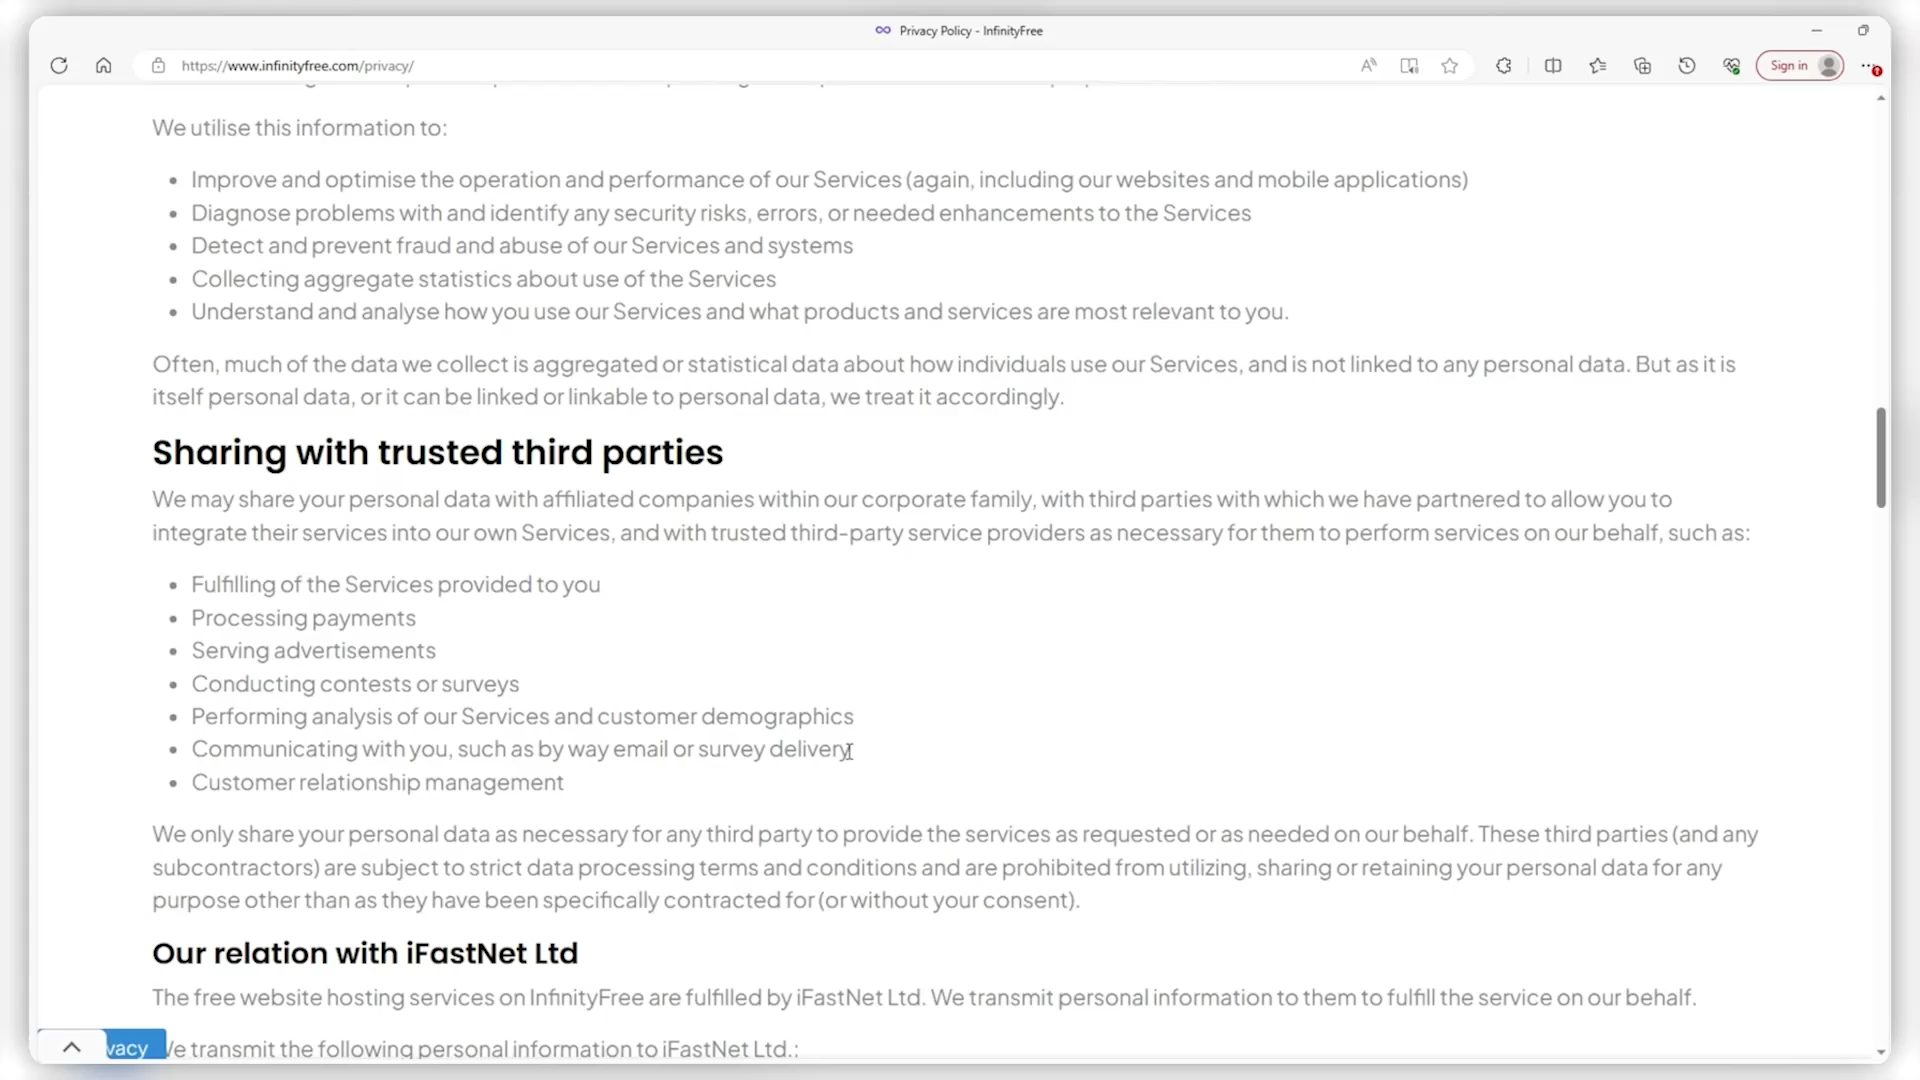 Privacy Policy - InfinityFree
https://www.infinityfree.com/privacy/
Sign in
We utilise this information to:
• Improve and optimise the operation and performance of our Services (again, including our websites and mobile applications)
• Diagnose problems with and identify any security risks, errors, or needed enhancements to the Services
• Detect and prevent fraud and abuse of our Services and systems
• Collecting aggregate statistics about use of the Services
• Understand and analyse how you use our Services and what products and services are most relevant to you.
Often, much of the data we collect is aggregated or statistical data about how individuals use our Services, and is not linked to any personal data. But as it is
itself personal data, or it can be linked or linkable to personal data, we treat it accordingly.
Sharing with trusted third parties
We may share your personal data with affiliated companies within our corporate family, with third parties with which we have partnered to allow you to
integrate their services into our own Services, and with trusted third-party service providers as necessary for them to perform services on our behalf, such as:
• Fulfilling of the Services provided to you
• Processing payments
• Serving advertisements
• Conducting contests or surveys
• Performing analysis of our Services and customer demographics
• Communicating with you, such as by way email or survey delivery
• Customer relationship management
We only share your personal data as necessary for any third party to provide the services as requested or as needed on our behalf. These third parties (and any
subcontractors) are subject to strict data processing terms and conditions and are prohibited from utilizing, sharing or retaining your personal data for any
purpose other than as they have been specifically contracted for (or without your consent).
Our relation with iFastNet Ltd
The free website hosting services on InfinityFree are fulfilled by iFastNet Ltd. We transmit personal information to them to fulfill the service on our behalf.
vacy We transmit the following personal information to iFastNet Ltd.: